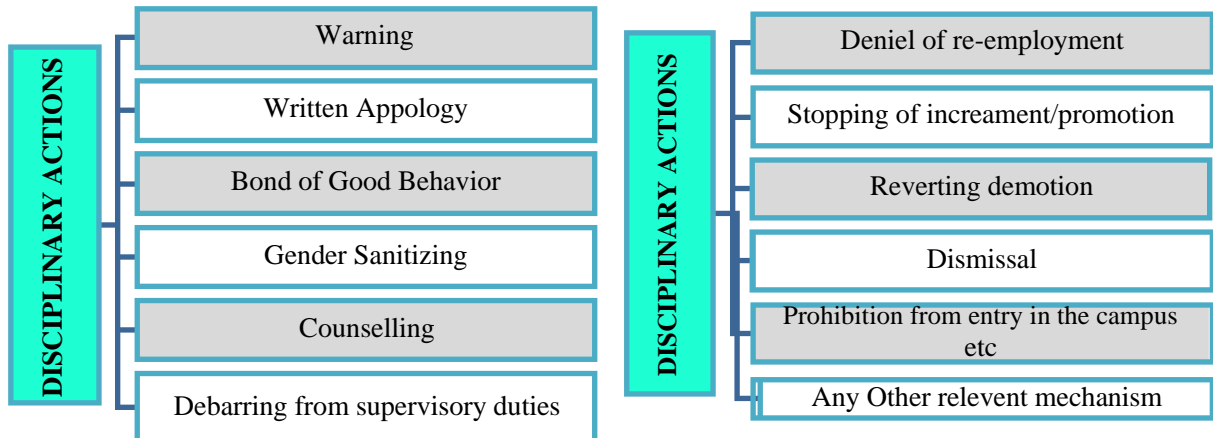 DISCIPLINARY ACTIONS
Warning
Written Appology
Bond of Good Behavior
Gender Sanitizing
Counselling
Debarring from supervisory duties
DISCIPLINARY ACTIONS
Deniel of re-employment
Stopping of increament/promotion
Reverting demotion
Dismissal
Prohibition from entry in the campus
etc
Any Other relevent mechanism